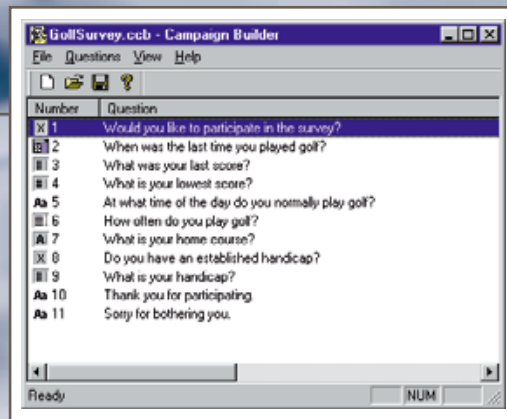 GolfSurvey.ccb - Campaign Builder
File Questions View Help
Number Question
X 1 Would you like to participate in the survey?
2 When was the last time you played golf?
# 3 What was your last score?
# 4 What is your lowest score?
Aa 5 At what time of the day do you normally play golf?
6 How often do you play golf?
A 7 What is your home course?
X 8 Do you have an established handicap?
# 9 What is your handicap?
Aa 10 Thank you for participating.
Aa 11 Sorry for bothering you.
Ready NUM